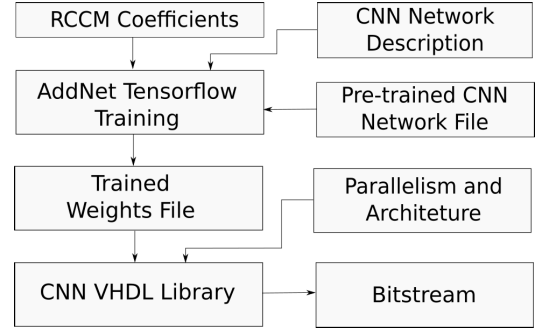 RCCM Coefficients
CNN Network
Description
AddNet Tensorflow
Training
Pre-trained CNN
Network File
Trained
Weights File
Parallelism and
Architeture
CNN VHDL Library
Bitstream